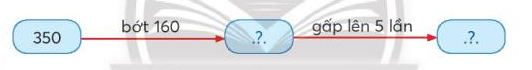 350 bớt 160 .?. gấp lên 5 lần .?.